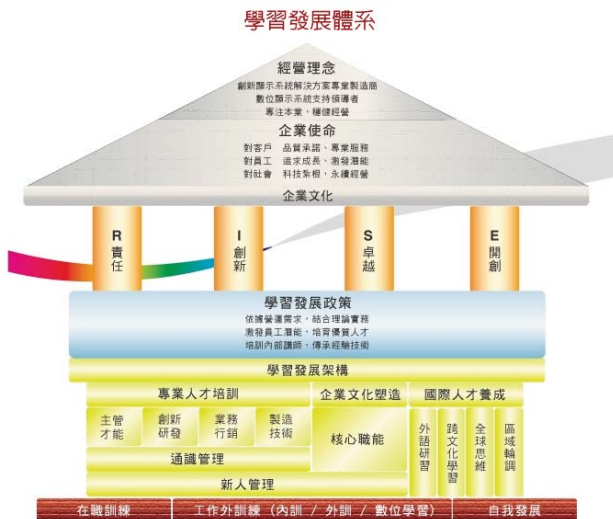 學習發展體系
經營理念
創新顯示系統解決方案專業製造商
數位顯示系統支持領導者
專注本業，穩健經營
企業使命
對客戶 品質承諾、專業服務
對員工 追求成長、激發潛能
對社會 科技紮根，永續經營
企業文化
R
責任
I
創新
S
卓越
E
開創
學習發展政策
依據營運需求，結合理論實務
激發員工潛能，培育優質人才
培訓內部講師，傳承經驗技術
學習發展架構
專業人才培訓
企業文化塑造
國際人才養成
主管
才能
創新
研發
業務
行銷
製造
技術
核心職能
外語研習
跨文化學習
全球思維
區域輪調
通識管理
新人管理
在職訓練
工作外訓練（內訓 / 外訓 / 數位學習）
自我發展